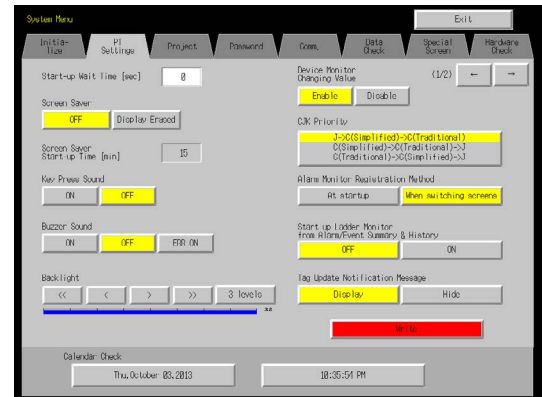 System Menu
Exit
Initia-
lize
PT
Settings
Project
Password
Comm.
Data
Check
Special
Screen
Hardware
Check
Start-up Wait Time [sec]
0
Screen Saver
OFF
Display Erased
Screen Saver
Start-up Time [min]
15
Key Press Sound
ON
OFF
Buzzer Sound
ON
OFF
ERR ON
Backlight
<<
<
>
>>
3 levels
Device Monitor
Changing Value
(1/2)
←
→
Enable
Disable
CJK Priority
J->C(Simplified)->C(Traditional)
C(Simplified)->C(Traditional)->J
C(Traditional)->C(Simplified)->J
Alarm Monitor Registration Method
At startup
When switching screens
Start up Ladder Monitor
from Alarm/Event Summary & History
OFF
ON
Tag Update Notification Message
Display
Hide
Write
Calendar Check
Thu,October 03.2013
10:35:54 PM